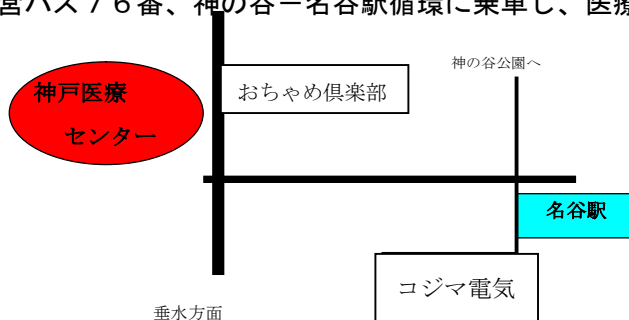 宮バス76番、神の谷ー名谷駅循環に乗車し、医療
神の谷公園へ
神戸医療
センター
おちゃめ倶楽部
名谷駅
コジマ電気
垂水方面